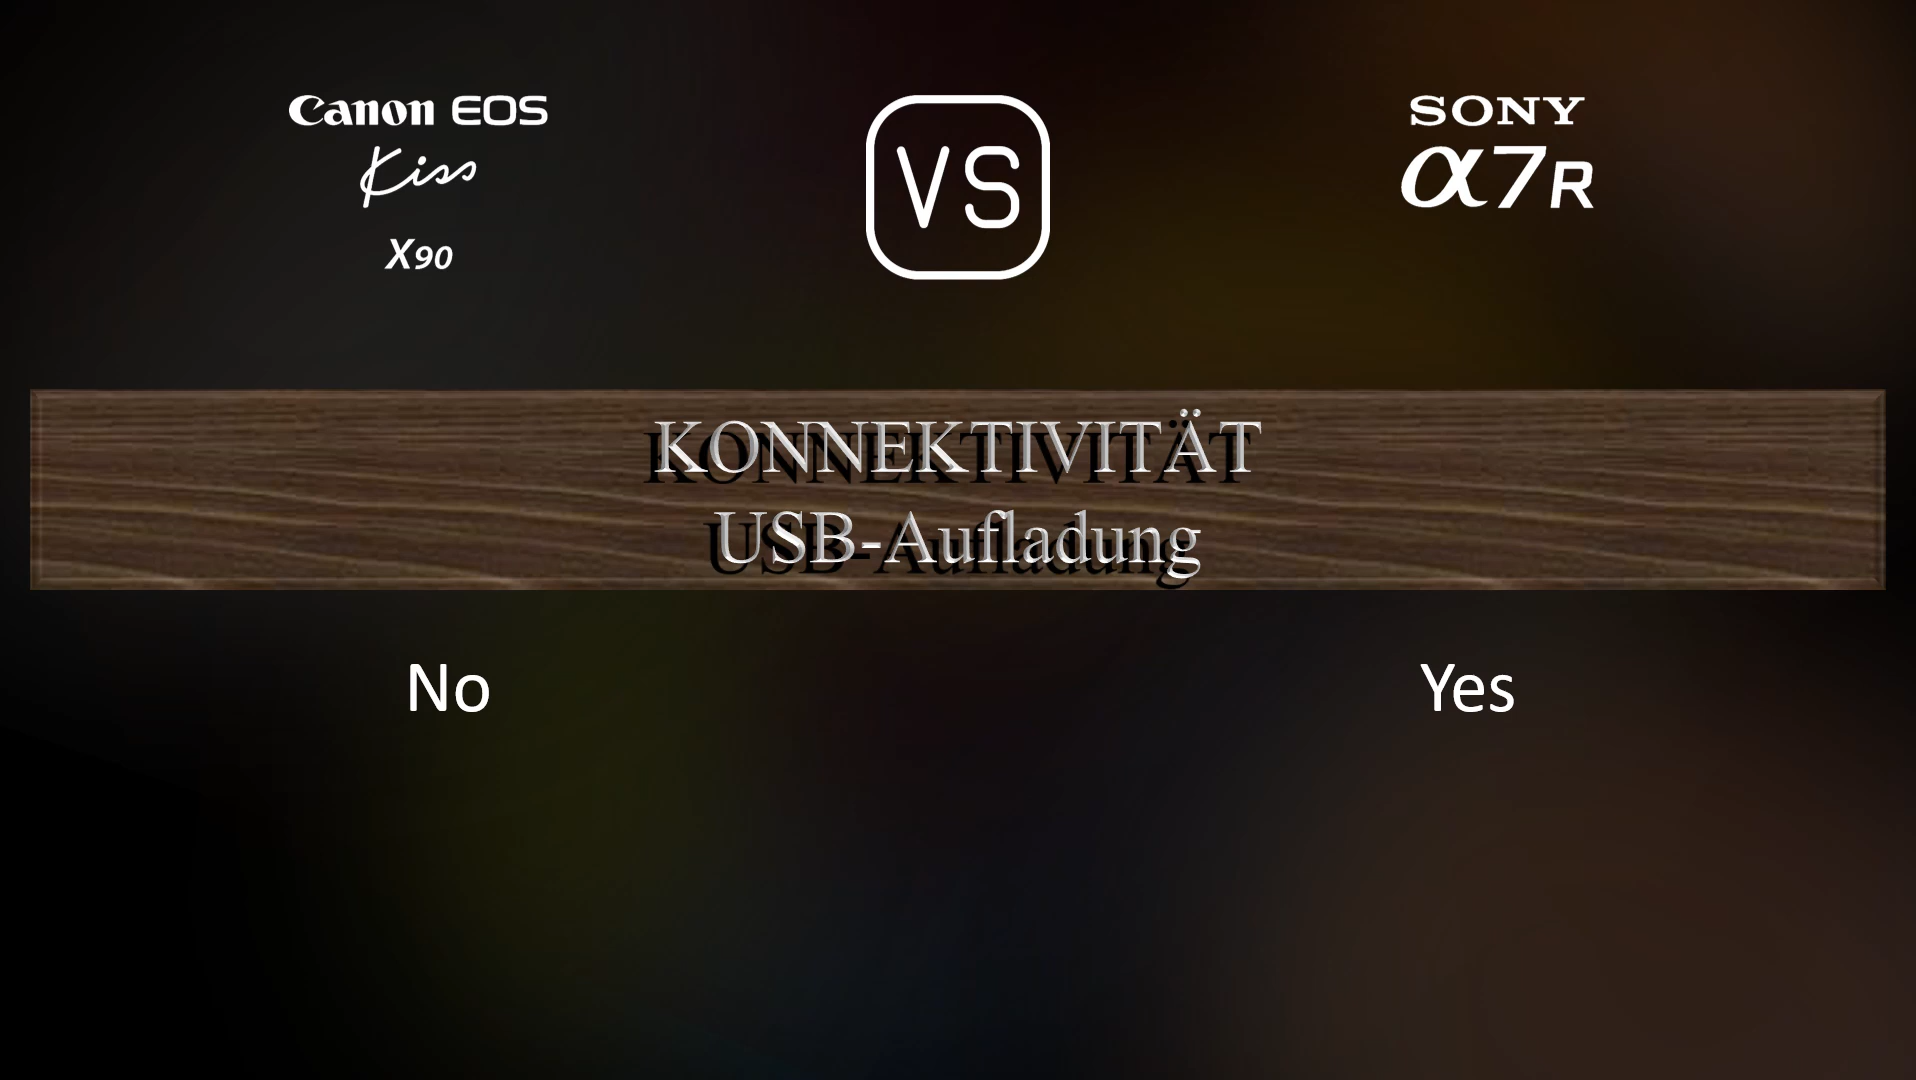 Canon EOS
Kiss
X90
VS
SONY
α7R
KONNEKTIVITÄT
USB-Aufladung
No
Yes